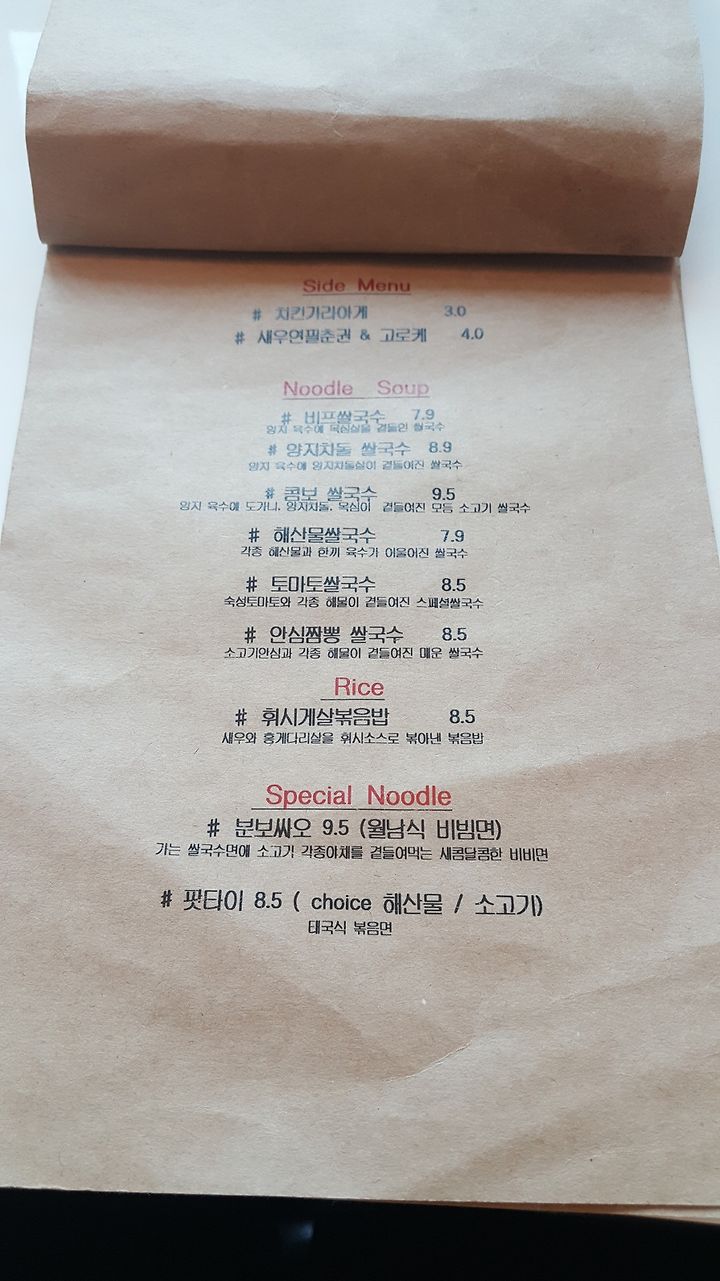 Side Menu
# 치킨가라아게 3.0
# 새우연필춘권 & 고로케 4.0
Noodle Soup
# 비프쌀국수 7.9
양지 육수에 목심살을 곁들인 쌀국수
# 양지차돌 쌀국수 8.9
양지 육수에 양지차돌살이 곁들여진 쌀국수
# 콤보 쌀국수 9.5
양지 육수에 도가니, 양지차돌, 목심이 곁들여진 모든 소고기 쌀국수
# 해산물쌀국수 7.9
각종 해산물과 한끼 육수가 어울어진 쌀국수
# 토마토쌀국수 8.5
숙성토마토와 각종 해물이 곁들여진 스페셜쌀국수
# 안심짬뽕 쌀국수 8.5
소고기안심과 각종 해물이 곁들여진 매운 쌀국수
Rice
# 휘시게살볶음밥 8.5
새우와 홍게다리살을 휘시소스로 볶아낸 볶음밥
Special Noodle
# 분보싸오 9.5 (월남식 비빔면)
가는 쌀국수면에 소고기 각종야채를 곁들여먹는 새콤달콤한 비비면
# 팟타이 8.5 ( choice 해산물 / 소고기)
태국식 볶음면